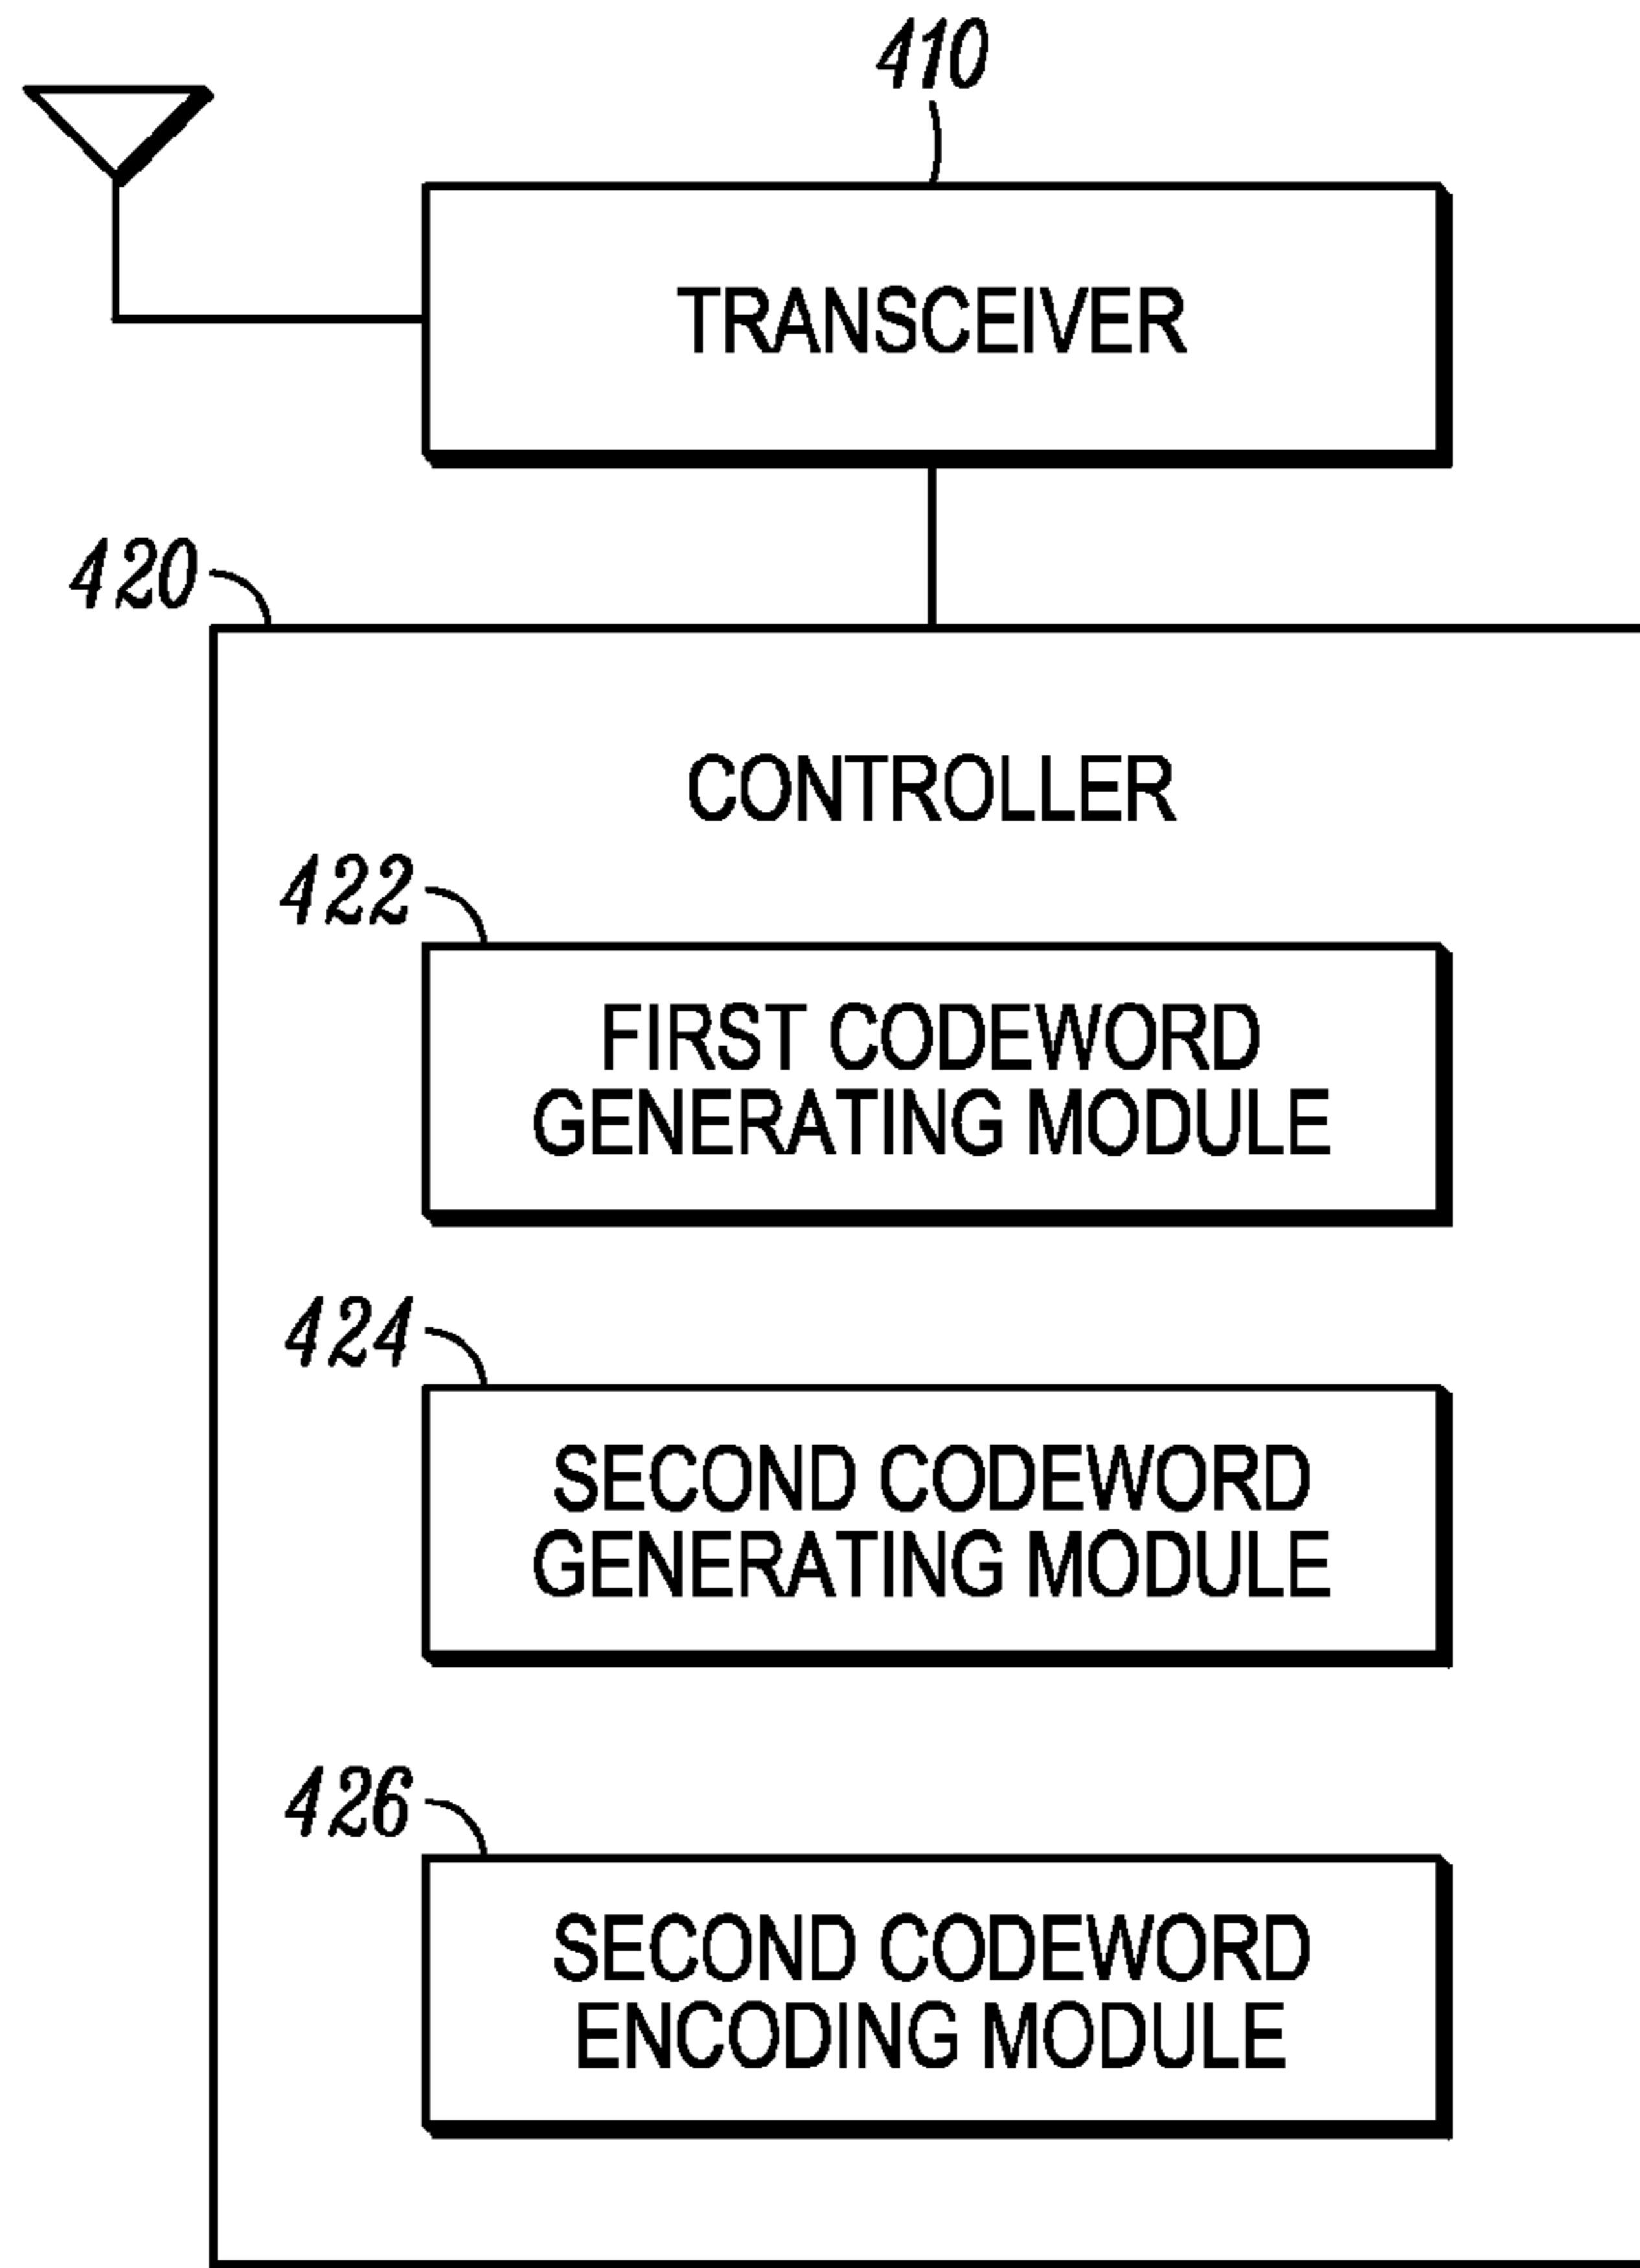 410
TRANSCEIVER
420
CONTROLLER
422
FIRST CODEWORD
GENERATING MODULE
424
SECOND CODEWORD
GENERATING MODULE
426
SECOND CODEWORD
ENCODING MODULE